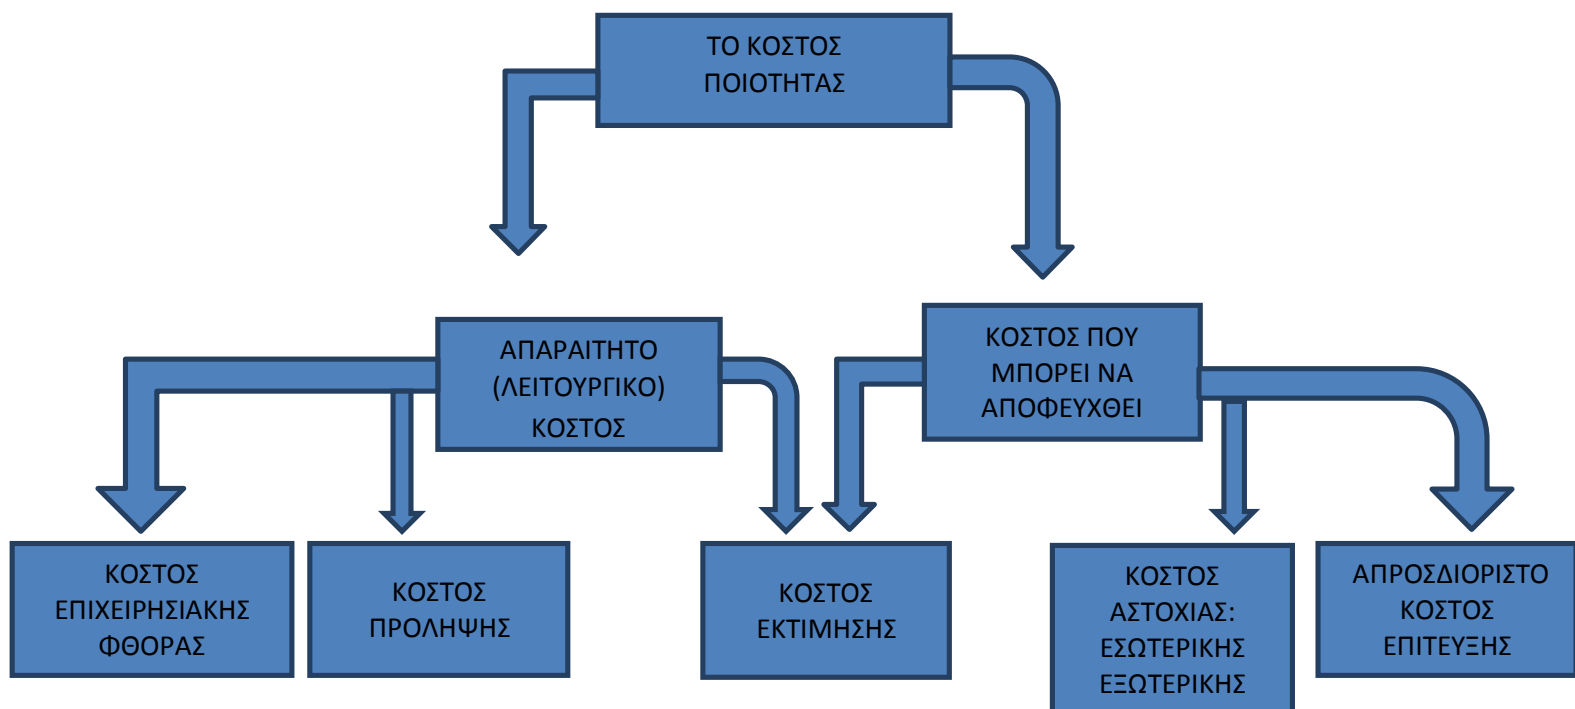 ΤΟ ΚΟΣΤΟΣ
ΠΟΙΟΤΗΤΑΣ
ΑΠΑΡΑΙΤΗΤΟ
(ΛΕΙΤΟΥΡΓΙΚΟ)
ΚΟΣΤΟΣ
ΚΟΣΤΟΣ ΠΟΥ
ΜΠΟΡΕΙ ΝΑ
ΑΠΟΦΕΥΧΘΕΙ
ΚΟΣΤΟΣ
ΕΠΙΧΕΙΡΗΣΙΑΚΗΣ
ΦΘΟΡΑΣ
ΚΟΣΤΟΣ
ΠΡΟΛΗΨΗΣ
ΚΟΣΤΟΣ
ΕΚΤΙΜΗΣΗΣ
ΚΟΣΤΟΣ
ΑΣΤΟΧΙΑΣ:
ΕΣΩΤΕΡΙΚΗΣ
ΕΞΩΤΕΡΙΚΗΣ
ΑΠΡΟΣΔΙΟΡΙΣΤΟ
ΚΟΣΤΟΣ
ΕΠΙΤΕΥΞΗΣ